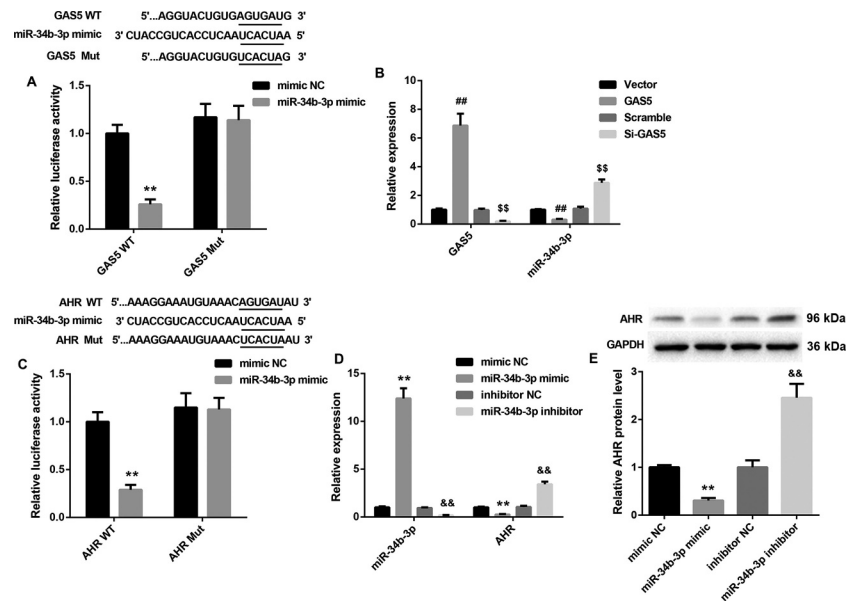 GAS5 WT 5'...AGGUACUGUGAGUGAUG 3'
miR-34b-3p mimic 3' CUACCGUCACCUCAAUCACUAA 5'
GAS5 Mut 5'...AGGUACUGUGUCACUAG 3'
A
Relative luciferase activity
1.5
1.0
0.5
0.0
mimic NC
miR-34b-3p mimic
**
GAS5 WT
GAS5 Mut
B
Relative expression
10
8
6
4
2
0
Vector
GAS5
Scramble
Si-GAS5
##
$$
##
$$
GAS5
miR-34b-3p
AHR WT 5'...AAAGGAAAUGUAAACAGUGAUAU 3'
miR-34b-3p mimic 3' CUACCGUCACCUCAAUCACUAA 5'
AHR Mut 5'...AAAGGAAAUGUAAACUCACUAAU 3'
C
Relative luciferase activity
1.5
1.0
0.5
0.0
mimic NC
miR-34b-3p mimic
**
AHR WT
AHR Mut
D
Relative expression
15
10
5
0
mimic NC
miR-34b-3p mimic
inhibitor NC
miR-34b-3p inhibitor
**
&&
**
&&
miR-34b-3p
AHR
AHR 96 kDa
GAPDH 36 kDa
E
Relative AHR protein level
3
2
1
0
**
&&
mimic NC
miR-34b-3p mimic
inhibitor NC
miR-34b-3p inhibitor